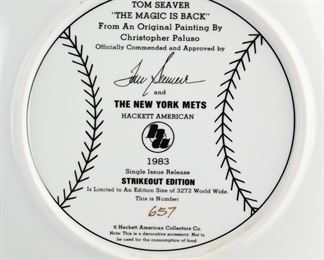 TOM SEAVER
"THE MAGIC IS BACK"
From An Original Painting By
Christopher Paluso
Officially Commended and Approved by
Tom Seaver
and
THE NEW YORK METS
HACKETT AMERICAN
1983
Single Issue Release
STRIKEOUT EDITION
Is Limited to An Edition Size of 3272 World Wide.
This is Number
657
© Hackett American Collectors Co.
Note: This is a decorative accessory. Not to
be used for the consumption of food.